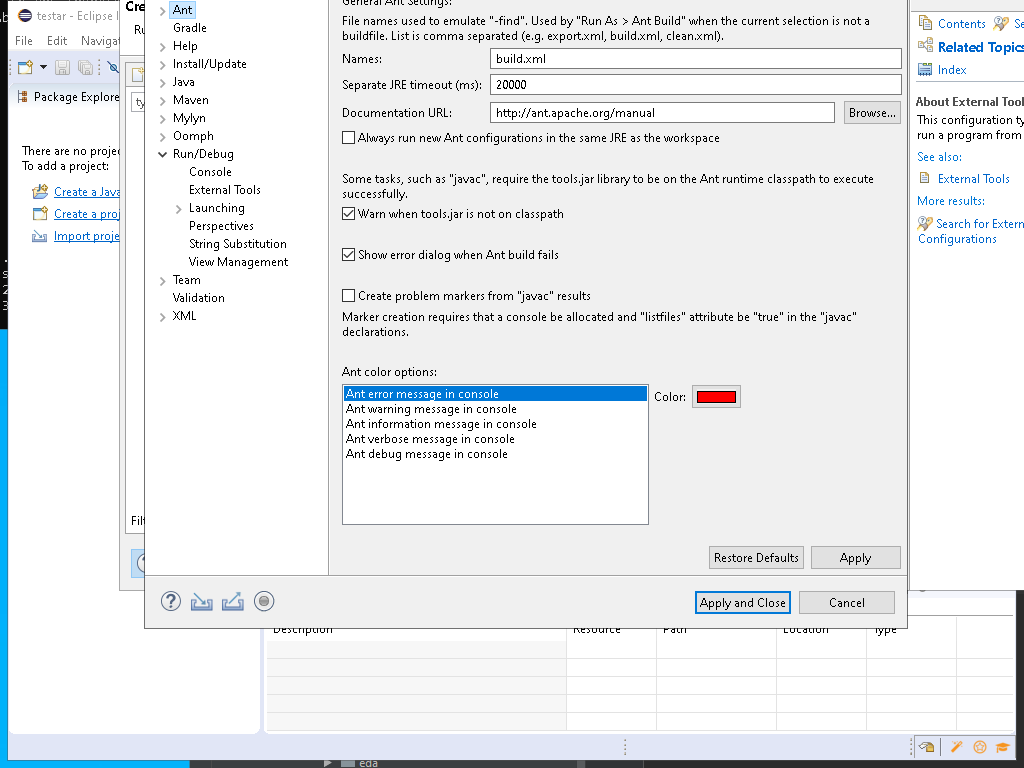 testar - Eclipse I
File Edit Navigat
Package Explore
There are no projec
To add a project:
Create a Java
Create a proj
Import proje
Cre
Ru
ty
Filt
Ant
Gradle
Help
Install/Update
Java
Maven
Mylyn
Oomph
Run/Debug
Console
External Tools
Launching
Perspectives
String Substitution
View Management
Team
Validation
XML
General Ant Settings:
File names used to emulate "-find". Used by "Run As > Ant Build" when the current selection is not a
buildfile. List is comma separated (e.g. export.xml, build.xml, clean.xml).
Names: build.xml
Separate JRE timeout (ms): 20000
Documentation URL: http://ant.apache.org/manual Browse...
Always run new Ant configurations in the same JRE as the workspace
Some tasks, such as "javac", require the tools.jar library to be on the Ant runtime classpath to execute
successfully.
Warn when tools.jar is not on classpath
Show error dialog when Ant build fails
Create problem markers from "javac" results
Marker creation requires that a console be allocated and "listfiles" attribute be "true" in the "javac"
declarations.
Ant color options:
Ant error message in console
Ant warning message in console
Ant information message in console
Ant verbose message in console
Ant debug message in console
Color:
Restore Defaults Apply
Apply and Close Cancel
Contents Se
Related Topics
Index
About External Tool
This configuration ty
run a program from
See also:
External Tools
More results:
Search for Extern
Configurations
Description Resource Path Location Type
eda